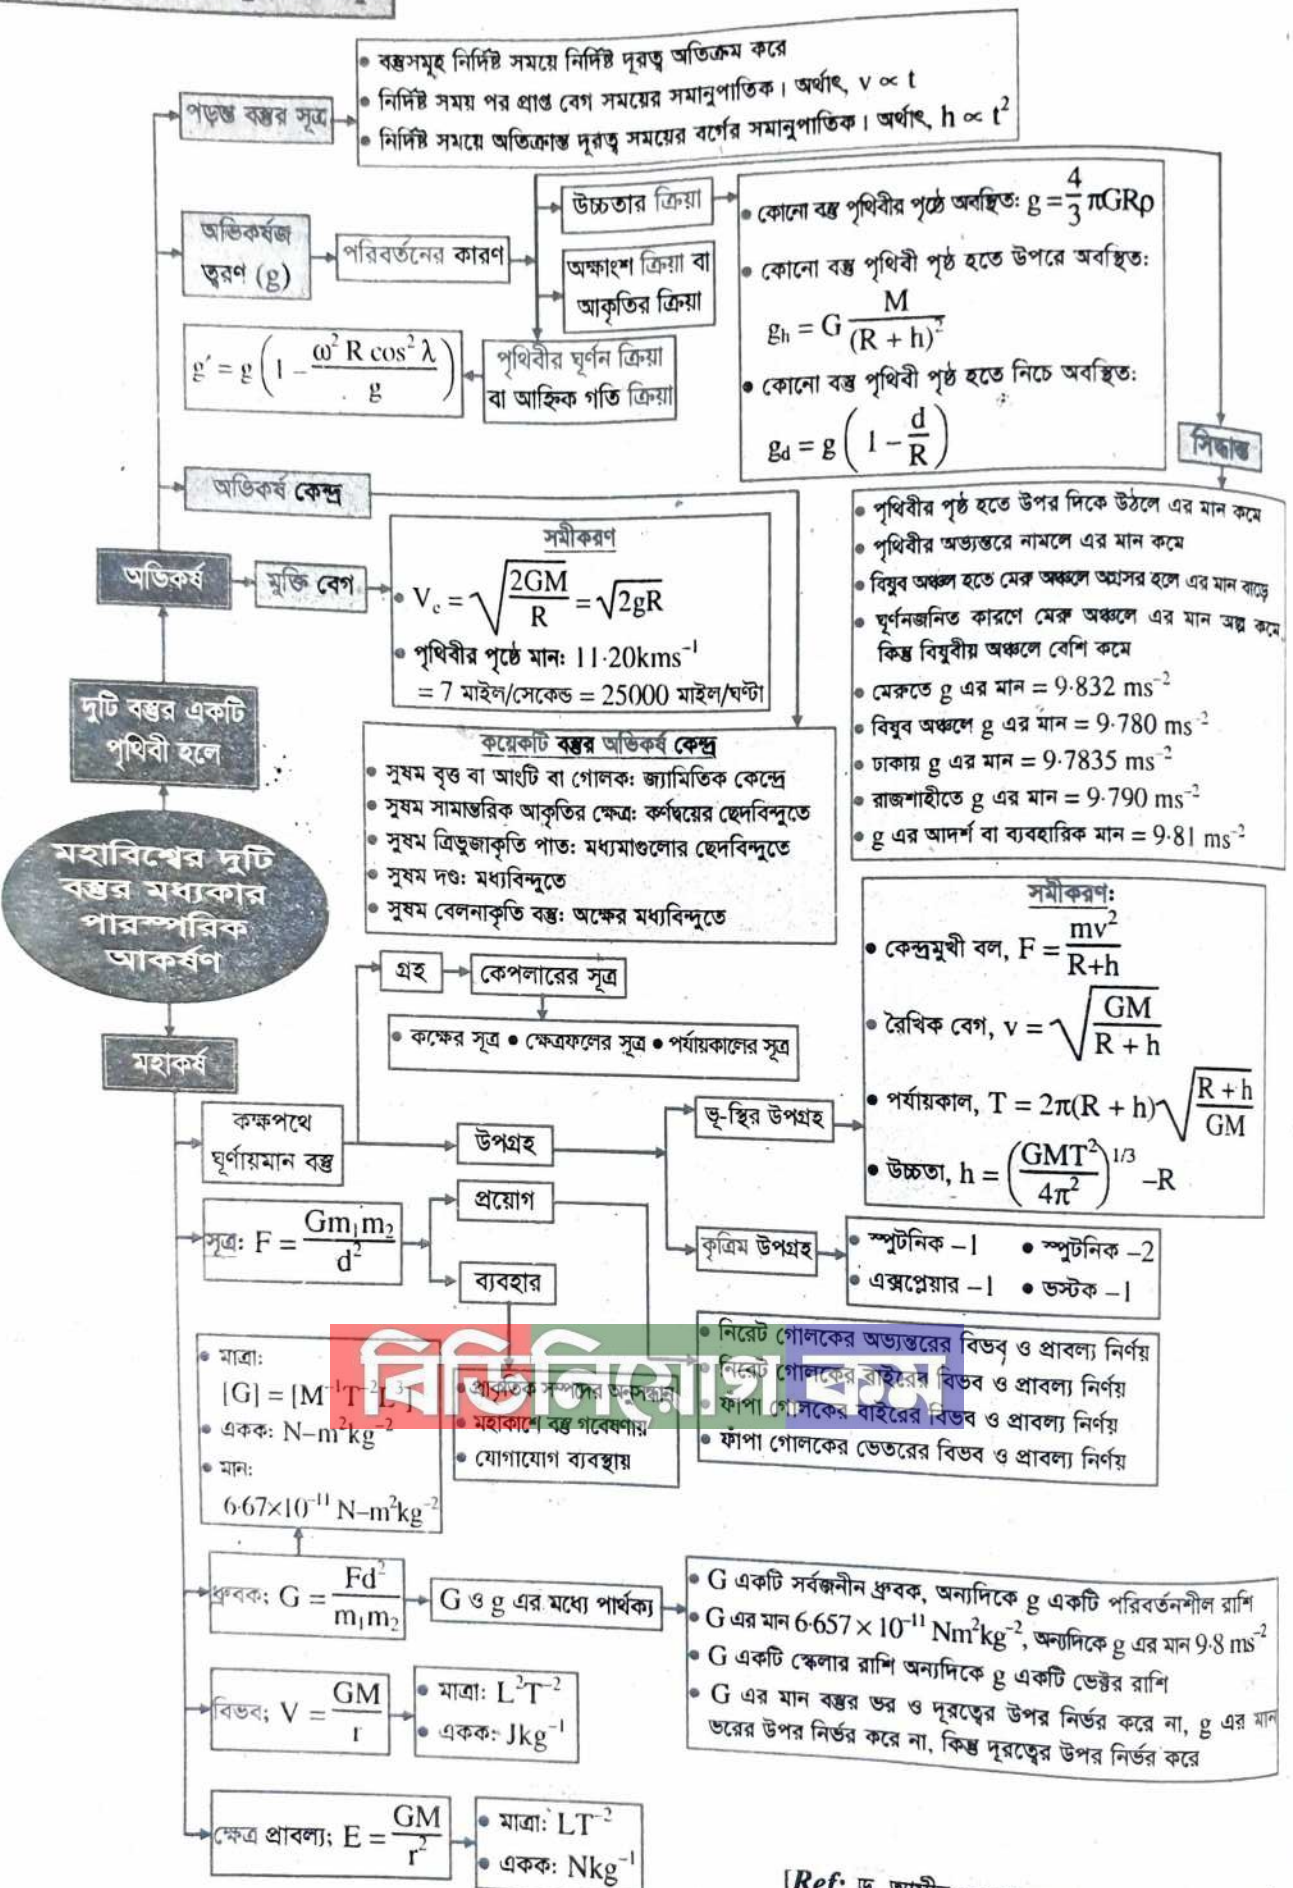 • বস্তুসমূহ নির্দিষ্ট সময়ে নির্দিষ্ট দূরত্ব অতিক্রম করে
পড়ন্ত বস্তুর সূত্র
• নির্দিষ্ট সময় পর প্রাপ্ত বেগ সময়ের সমানুপাতিক। অর্থাৎ, v ∝ t
• নির্দিষ্ট সময়ে অতিক্রান্ত দূরত্ব সময়ের বর্গের সমানুপাতিক। অর্থাৎ, h ∝ t²
অভিকর্ষজ
ত্বরণ (g)
পরিবর্তনের কারণ
উচ্চতার ক্রিয়া
অক্ষাংশ ক্রিয়া বা
আকৃতির ক্রিয়া
পৃথিবীর ঘূর্ণন ক্রিয়া
বা আহ্নিক গতি ক্রিয়া
g′ = g (1 − ω² R cos² λ / g)
• কোনো বস্তু পৃথিবীর পৃষ্ঠে অবস্থিত: g = 4/3 πGRρ
• কোনো বস্তু পৃথিবী পৃষ্ঠ হতে উপরে অবস্থিত:
gₕ = G M / (R + h)²
• কোনো বস্তু পৃথিবী পৃষ্ঠ হতে নিচে অবস্থিত:
g_d = g (1 − d/R)
সিদ্ধান্ত
• পৃথিবীর পৃষ্ঠ হতে উপর দিকে উঠলে এর মান কমে
• পৃথিবীর অভ্যন্তরে নামলে এর মান কমে
• বিষুব অঞ্চল হতে মেরু অঞ্চলে অগ্রসর হলে এর মান বাড়ে
• ঘূর্ণনজনিত কারণে মেরু অঞ্চলে এর মান অল্প কমে,
কিন্তু বিষুবীয় অঞ্চলে বেশি কমে
• মেরুতে g এর মান = 9·832 ms⁻²
• বিষুব অঞ্চলে g এর মান = 9·780 ms⁻²
• ঢাকায় g এর মান = 9·7835 ms⁻²
• রাজশাহীতে g এর মান = 9·790 ms⁻²
• g এর আদর্শ বা ব্যবহারিক মান = 9·81 ms⁻²
অভিকর্ষ কেন্দ্র
অভিকর্ষ
মুক্তি বেগ
সমীকরণ
• V_e = √(2GM/R) = √2gR
• পৃথিবীর পৃষ্ঠে মান: 11·20kms⁻¹
= 7 মাইল/সেকেন্ড = 25000 মাইল/ঘণ্টা
দুটি বস্তুর একটি
পৃথিবী হলে
কয়েকটি বস্তুর অভিকর্ষ কেন্দ্র
• সুষম বৃত্ত বা আংটি বা গোলক: জ্যামিতিক কেন্দ্রে
• সুষম সামান্তরিক আকৃতির ক্ষেত্র: কর্ণদ্বয়ের ছেদবিন্দুতে
• সুষম ত্রিভুজাকৃতি পাত: মধ্যমাগুলোর ছেদবিন্দুতে
• সুষম দণ্ড: মধ্যবিন্দুতে
• সুষম বেলনাকৃতি বস্তু: অক্ষের মধ্যবিন্দুতে
মহাবিশ্বের দুটি
বস্তুর মধ্যকার
পারস্পরিক
আকর্ষণ
মহাকর্ষ
গ্রহ
কেপলারের সূত্র
• কক্ষের সূত্র • ক্ষেত্রফলের সূত্র • পর্যায়কালের সূত্র
কক্ষপথে
ঘূর্ণায়মান বস্তু
উপগ্রহ
ভূ-স্থির উপগ্রহ
সমীকরণ:
• কেন্দ্রমুখী বল, F = mv²/R+h
• রৈখিক বেগ, v = √(GM/R + h)
• পর্যায়কাল, T = 2π(R + h)√(R + h/GM)
• উচ্চতা, h = (GMT²/4π²)^1/3 –R
কৃত্রিম উপগ্রহ
• স্পুটনিক –1 • স্পুটনিক –2
• এক্সপ্লেয়ার –1 • ভস্টক –1
সূত্র: F = Gm₁m₂/d²
প্রয়োগ
ব্যবহার
• নিরেট গোলকের অভ্যন্তরের বিভব ও প্রাবল্য নির্ণয়
• নিরেট গোলকের বাইরের বিভব ও প্রাবল্য নির্ণয়
• ফাঁপা গোলকের বাইরের বিভব ও প্রাবল্য নির্ণয়
• ফাঁপা গোলকের ভেতরের বিভব ও প্রাবল্য নির্ণয়
বিডিনিয়োগ কম
• প্রাকৃতিক সম্পদের অনুসন্ধান
• মহাকাশে বস্তু গবেষণায়
• যোগাযোগ ব্যবস্থায়
• মাত্রা:
[G] = [M⁻¹T⁻²L³]
• একক: N–m²kg⁻²
• মান:
6·67×10⁻¹¹ N–m²kg⁻²
ধ্রুবক; G = Fd²/m₁m₂
G ও g এর মধ্যে পার্থক্য
• G একটি সর্বজনীন ধ্রুবক, অন্যদিকে g একটি পরিবর্তনশীল রাশি
• G এর মান 6·657 × 10⁻¹¹ Nm²kg⁻², অন্যদিকে g এর মান 9·8 ms⁻²
• G একটি স্কেলার রাশি অন্যদিকে g একটি ভেক্টর রাশি
• G এর মান বস্তুর ভর ও দূরত্বের উপর নির্ভর করে না, g এর মান
ভরের উপর নির্ভর করে না, কিন্তু দূরত্বের উপর নির্ভর করে
বিভব; V = GM/r
• মাত্রা: L²T⁻²
• একক: Jkg⁻¹
ক্ষেত্র প্রাবল্য; E = GM/r²
• মাত্রা: LT⁻²
• একক: Nkg⁻¹
[Ref: